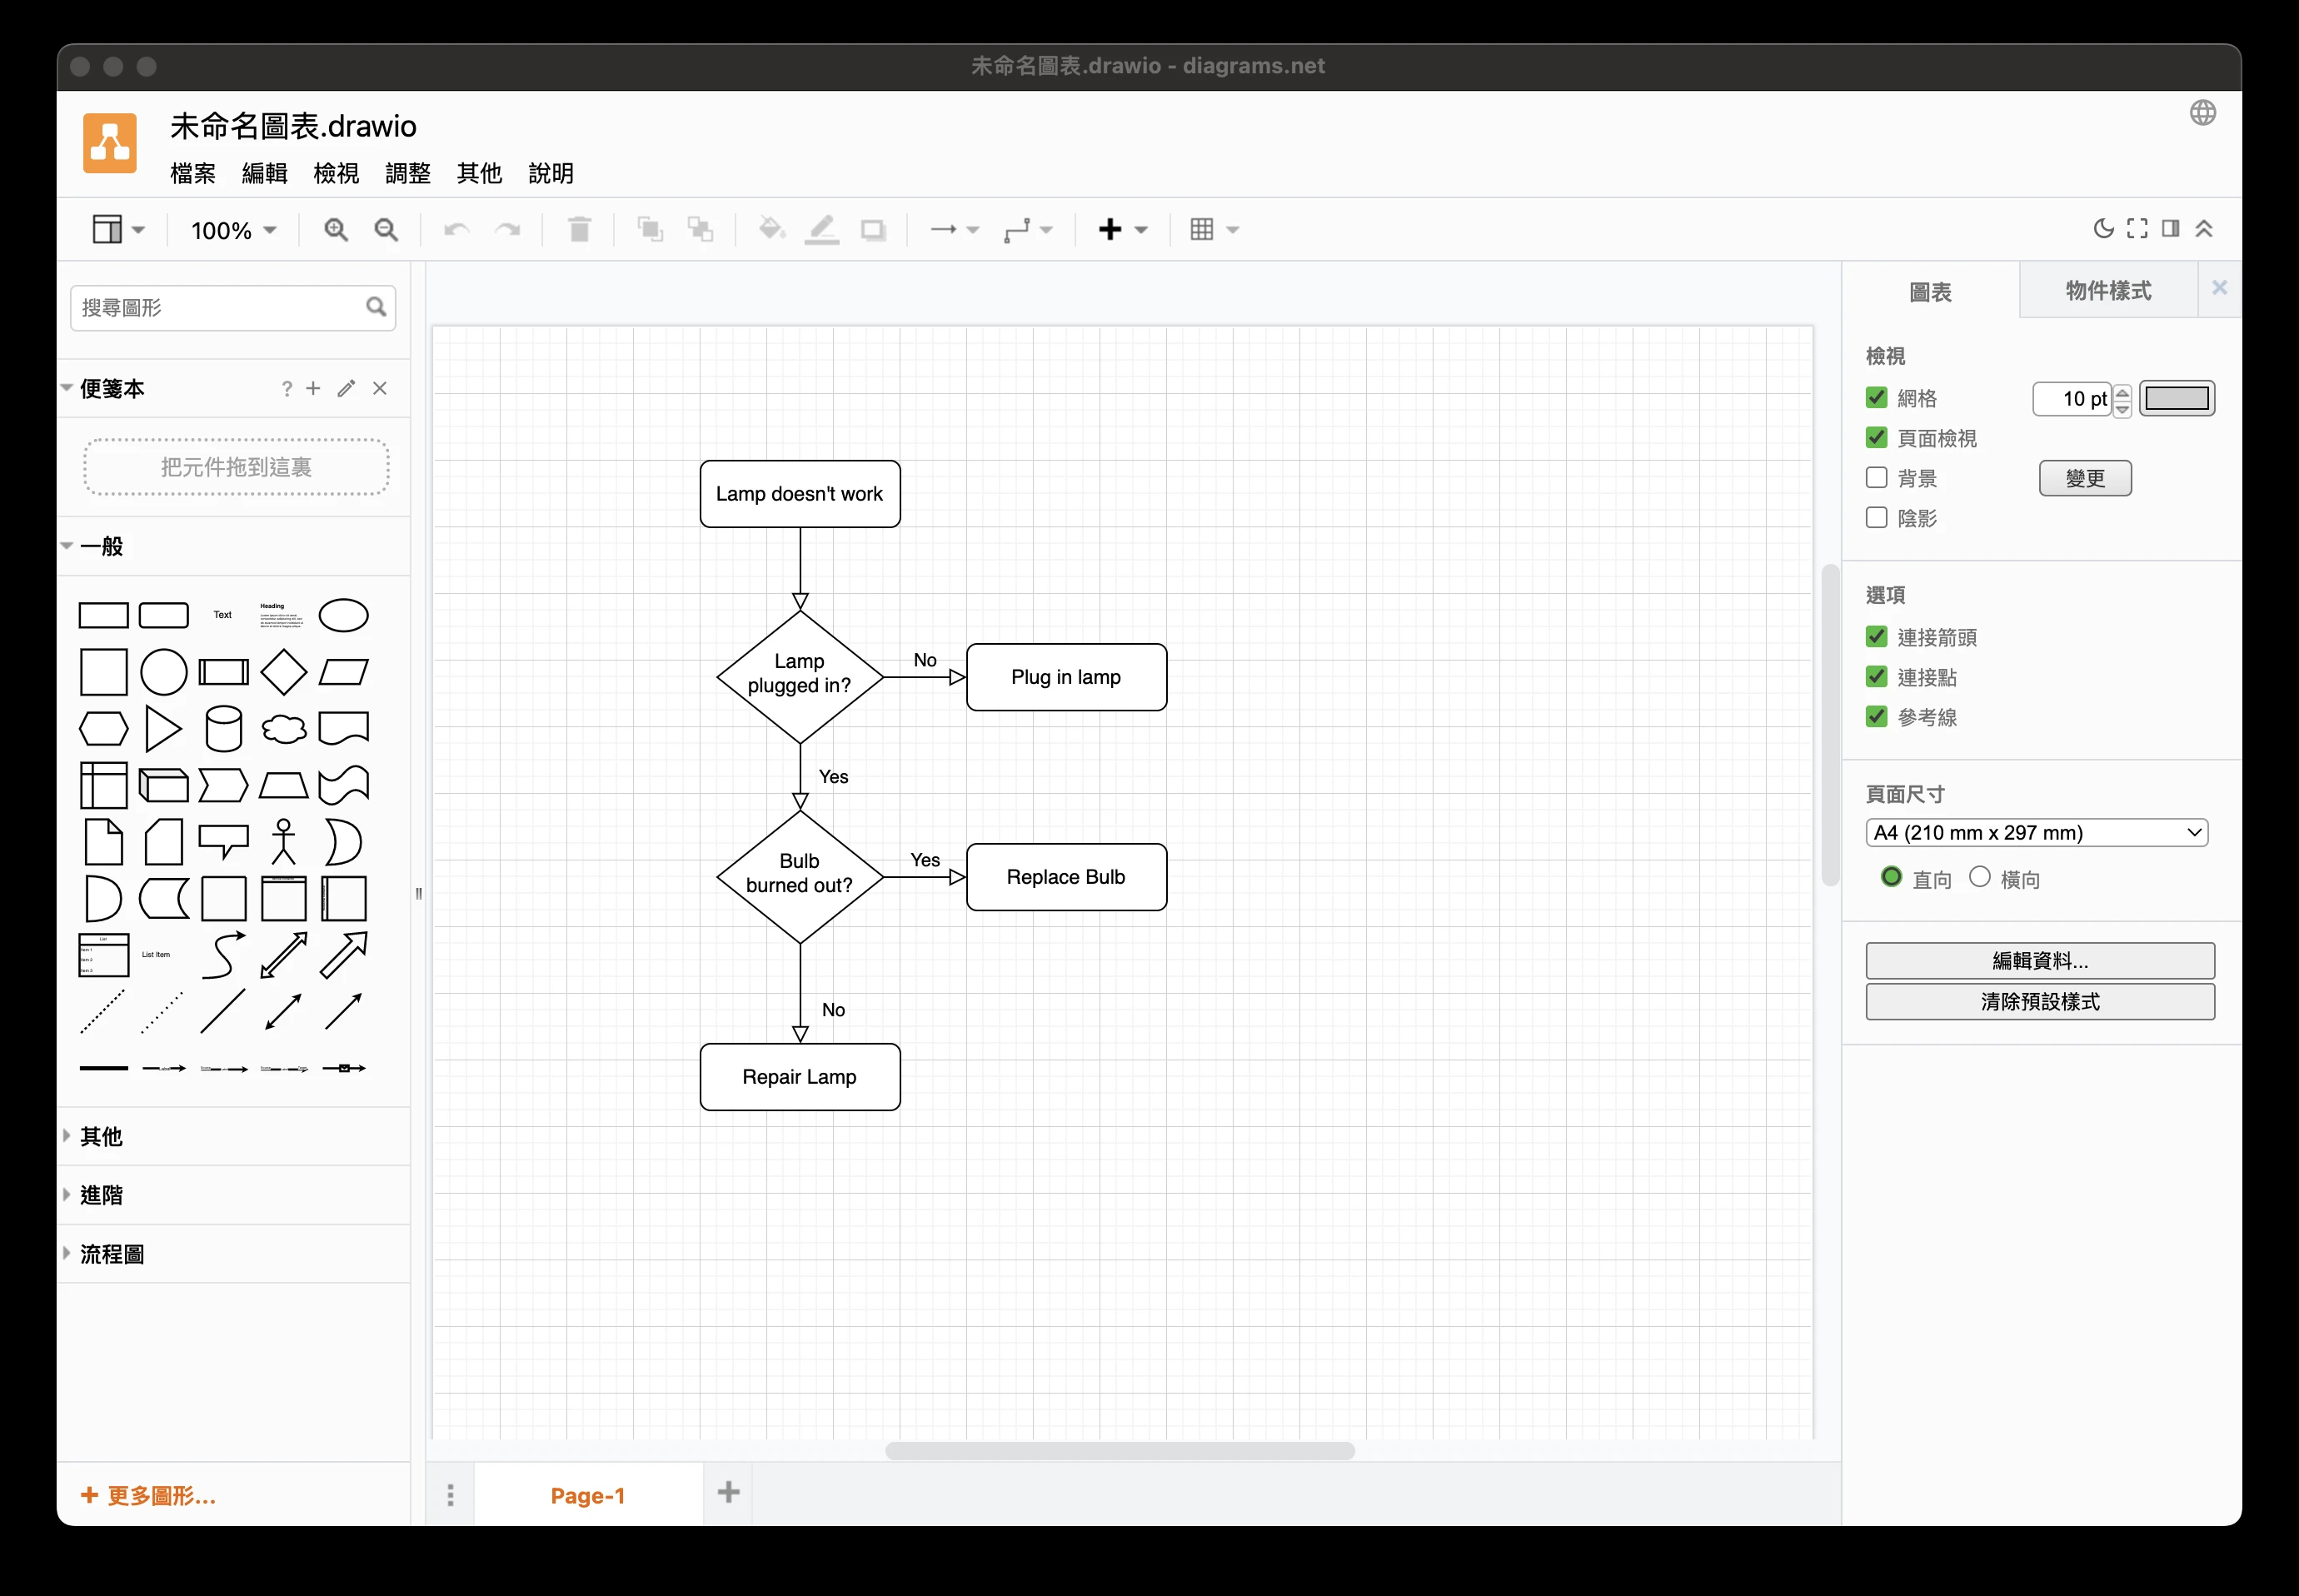 未命名圖表.drawio - diagrams.net
未命名圖表.drawio
檔案 編輯 檢視 調整 其他 說明
100%
搜尋圖形
便箋本
?
把元件拖到這裏
一般
Text
Heading
List
Item 1
Item 2
Item 3
List Item
其他
進階
流程圖
更多圖形...
Lamp doesn't work
Lamp
plugged in?
No
Plug in lamp
Yes
Bulb
burned out?
Yes
Replace Bulb
No
Repair Lamp
Page-1
圖表
物件樣式
檢視
網格
10 pt
頁面檢視
背景
變更
陰影
選項
連接箭頭
連接點
參考線
頁面尺寸
A4 (210 mm x 297 mm)
直向 橫向
編輯資料...
清除預設樣式